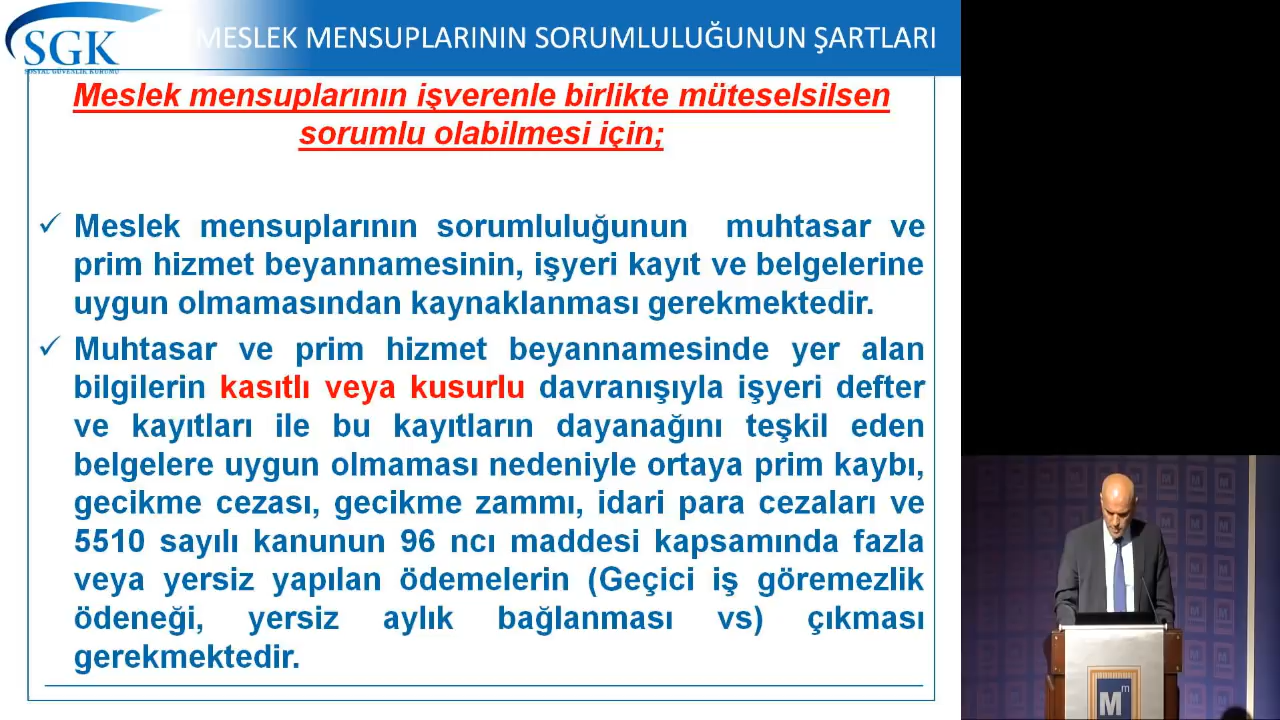 SGK
SOSYAL GÜVENLİK KURUMU
MESLEK MENSUPLARININ SORUMLULUĞUNUN ŞARTLARI
Meslek mensuplarının işverenle birlikte müteselsilsen
sorumlu olabilmesi için;
✓ Meslek mensuplarının sorumluluğunun muhtasar ve
prim hizmet beyannamesinin, işyeri kayıt ve belgelerine
uygun olmamasından kaynaklanması gerekmektedir.
✓ Muhtasar ve prim hizmet beyannamesinde yer alan
bilgilerin kasıtlı veya kusurlu davranışıyla işyeri defter
ve kayıtları ile bu kayıtların dayanağını teşkil eden
belgelere uygun olmaması nedeniyle ortaya prim kaybı,
gecikme cezası, gecikme zammı, idari para cezaları ve
5510 sayılı kanunun 96 ncı maddesi kapsamında fazla
veya yersiz yapılan ödemelerin (Geçici iş göremezlik
ödeneği, yersiz aylık bağlanması vs) çıkması
gerekmektedir.
Mm